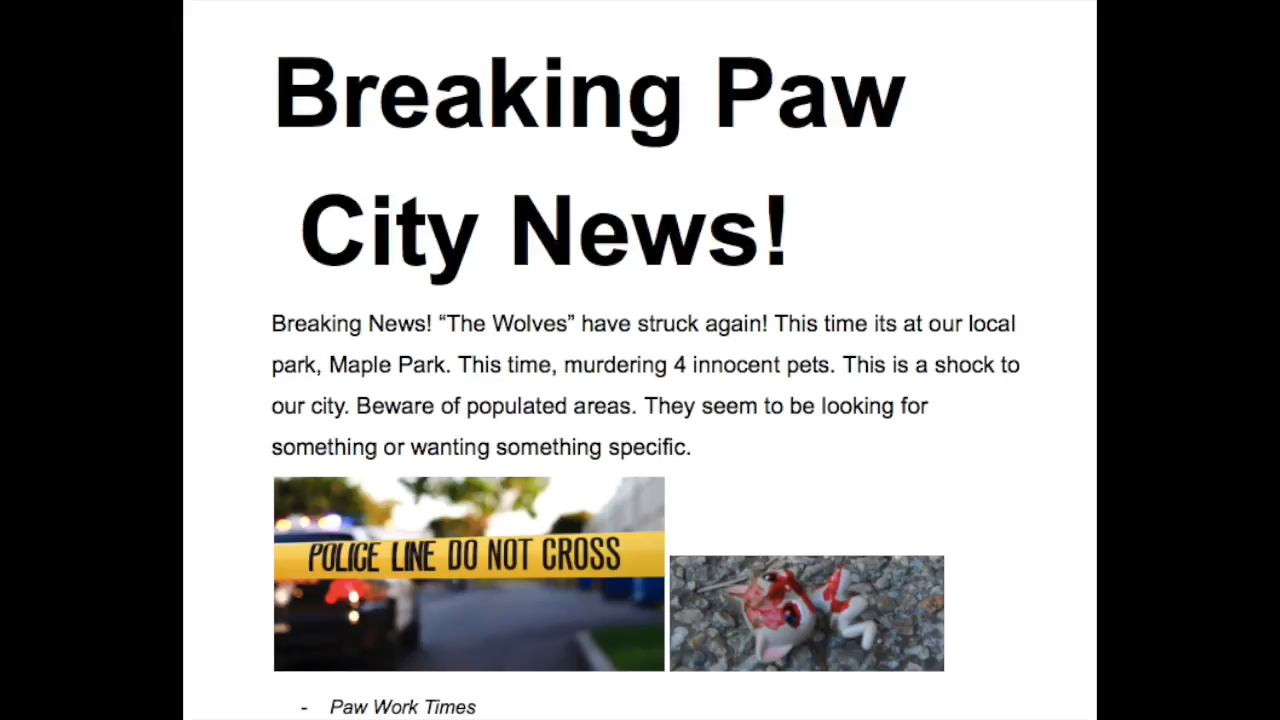 Breaking Paw
City News!
Breaking News! “The Wolves” have struck again! This time its at our local
park, Maple Park. This time, murdering 4 innocent pets. This is a shock to
our city. Beware of populated areas. They seem to be looking for
something or wanting something specific.
POLICE LINE DO NOT CROSS
- Paw Work Times